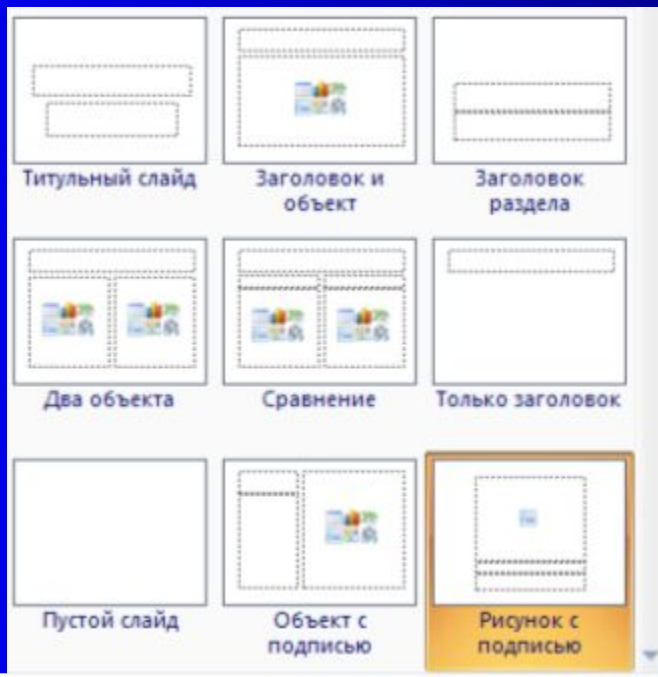 Титульный слайд
Заголовок и
объект
Заголовок
раздела
Два объекта
Сравнение
Только заголовок
Пустой слайд
Объект с
подписью
Рисунок с
подписью